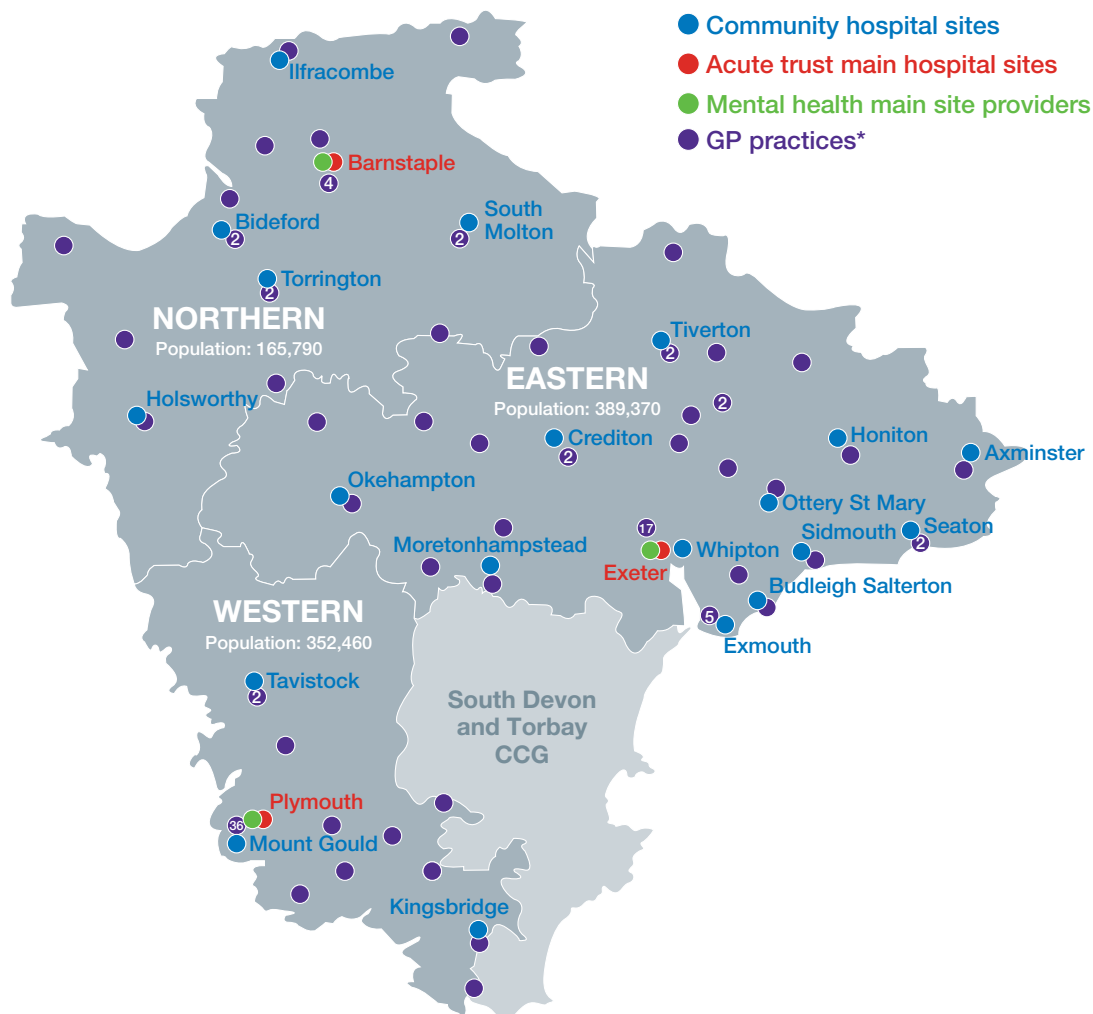 Community hospital sites
Acute trust main hospital sites
Mental health main site providers
GP practices*
Ilfracombe
Barnstaple
4
Bideford
2
South
Molton
2
Torrington
2
NORTHERN
Population: 165,790
Tiverton
2
EASTERN
Population: 389,370
2
Holsworthy
Crediton
2
Honiton
Axminster
Okehampton
Ottery St Mary
17
Sidmouth
Seaton
2
Moretonhampstead
Whipton
Exeter
Budleigh Salterton
5
Exmouth
WESTERN
Population: 352,460
Tavistock
2
South Devon
and Torbay
CCG
Plymouth
36
Mount Gould
Kingsbridge